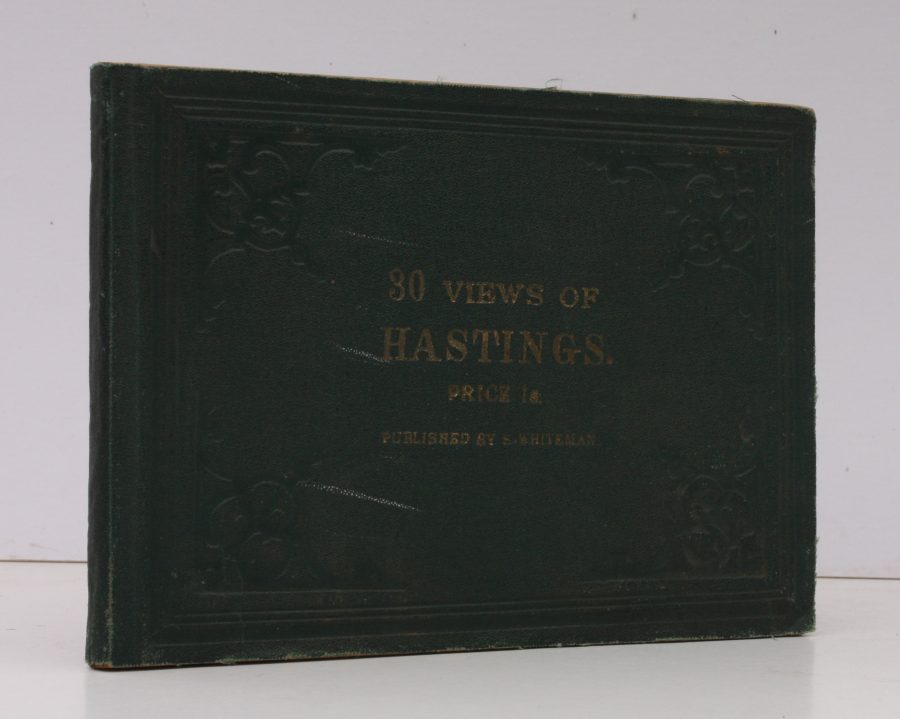 30 VIEWS OF
HASTINGS.
PRICE 1s.
PUBLISHED BY S. WHITEMAN